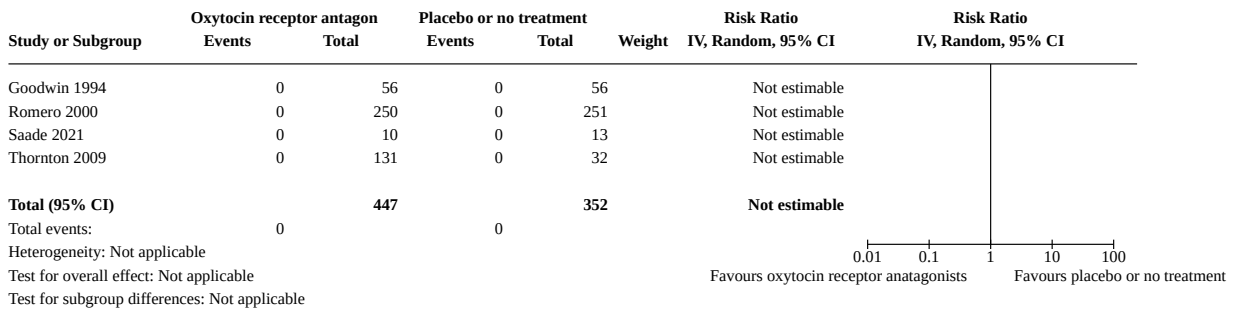 Oxytocin receptor antagon Placebo or no treatment Risk Ratio Risk Ratio
Study or Subgroup Events Total Events Total Weight IV, Random, 95% CI IV, Random, 95% CI
Goodwin 1994 0 56 0 56 Not estimable
Romero 2000 0 250 0 251 Not estimable
Saade 2021 0 10 0 13 Not estimable
Thornton 2009 0 131 0 32 Not estimable
Total (95% CI) 447 352 Not estimable
Total events: 0 0
Heterogeneity: Not applicable
0.01 0.1 1 10 100
Test for overall effect: Not applicable Favours oxytocin receptor anatagonists Favours placebo or no treatment
Test for subgroup differences: Not applicable